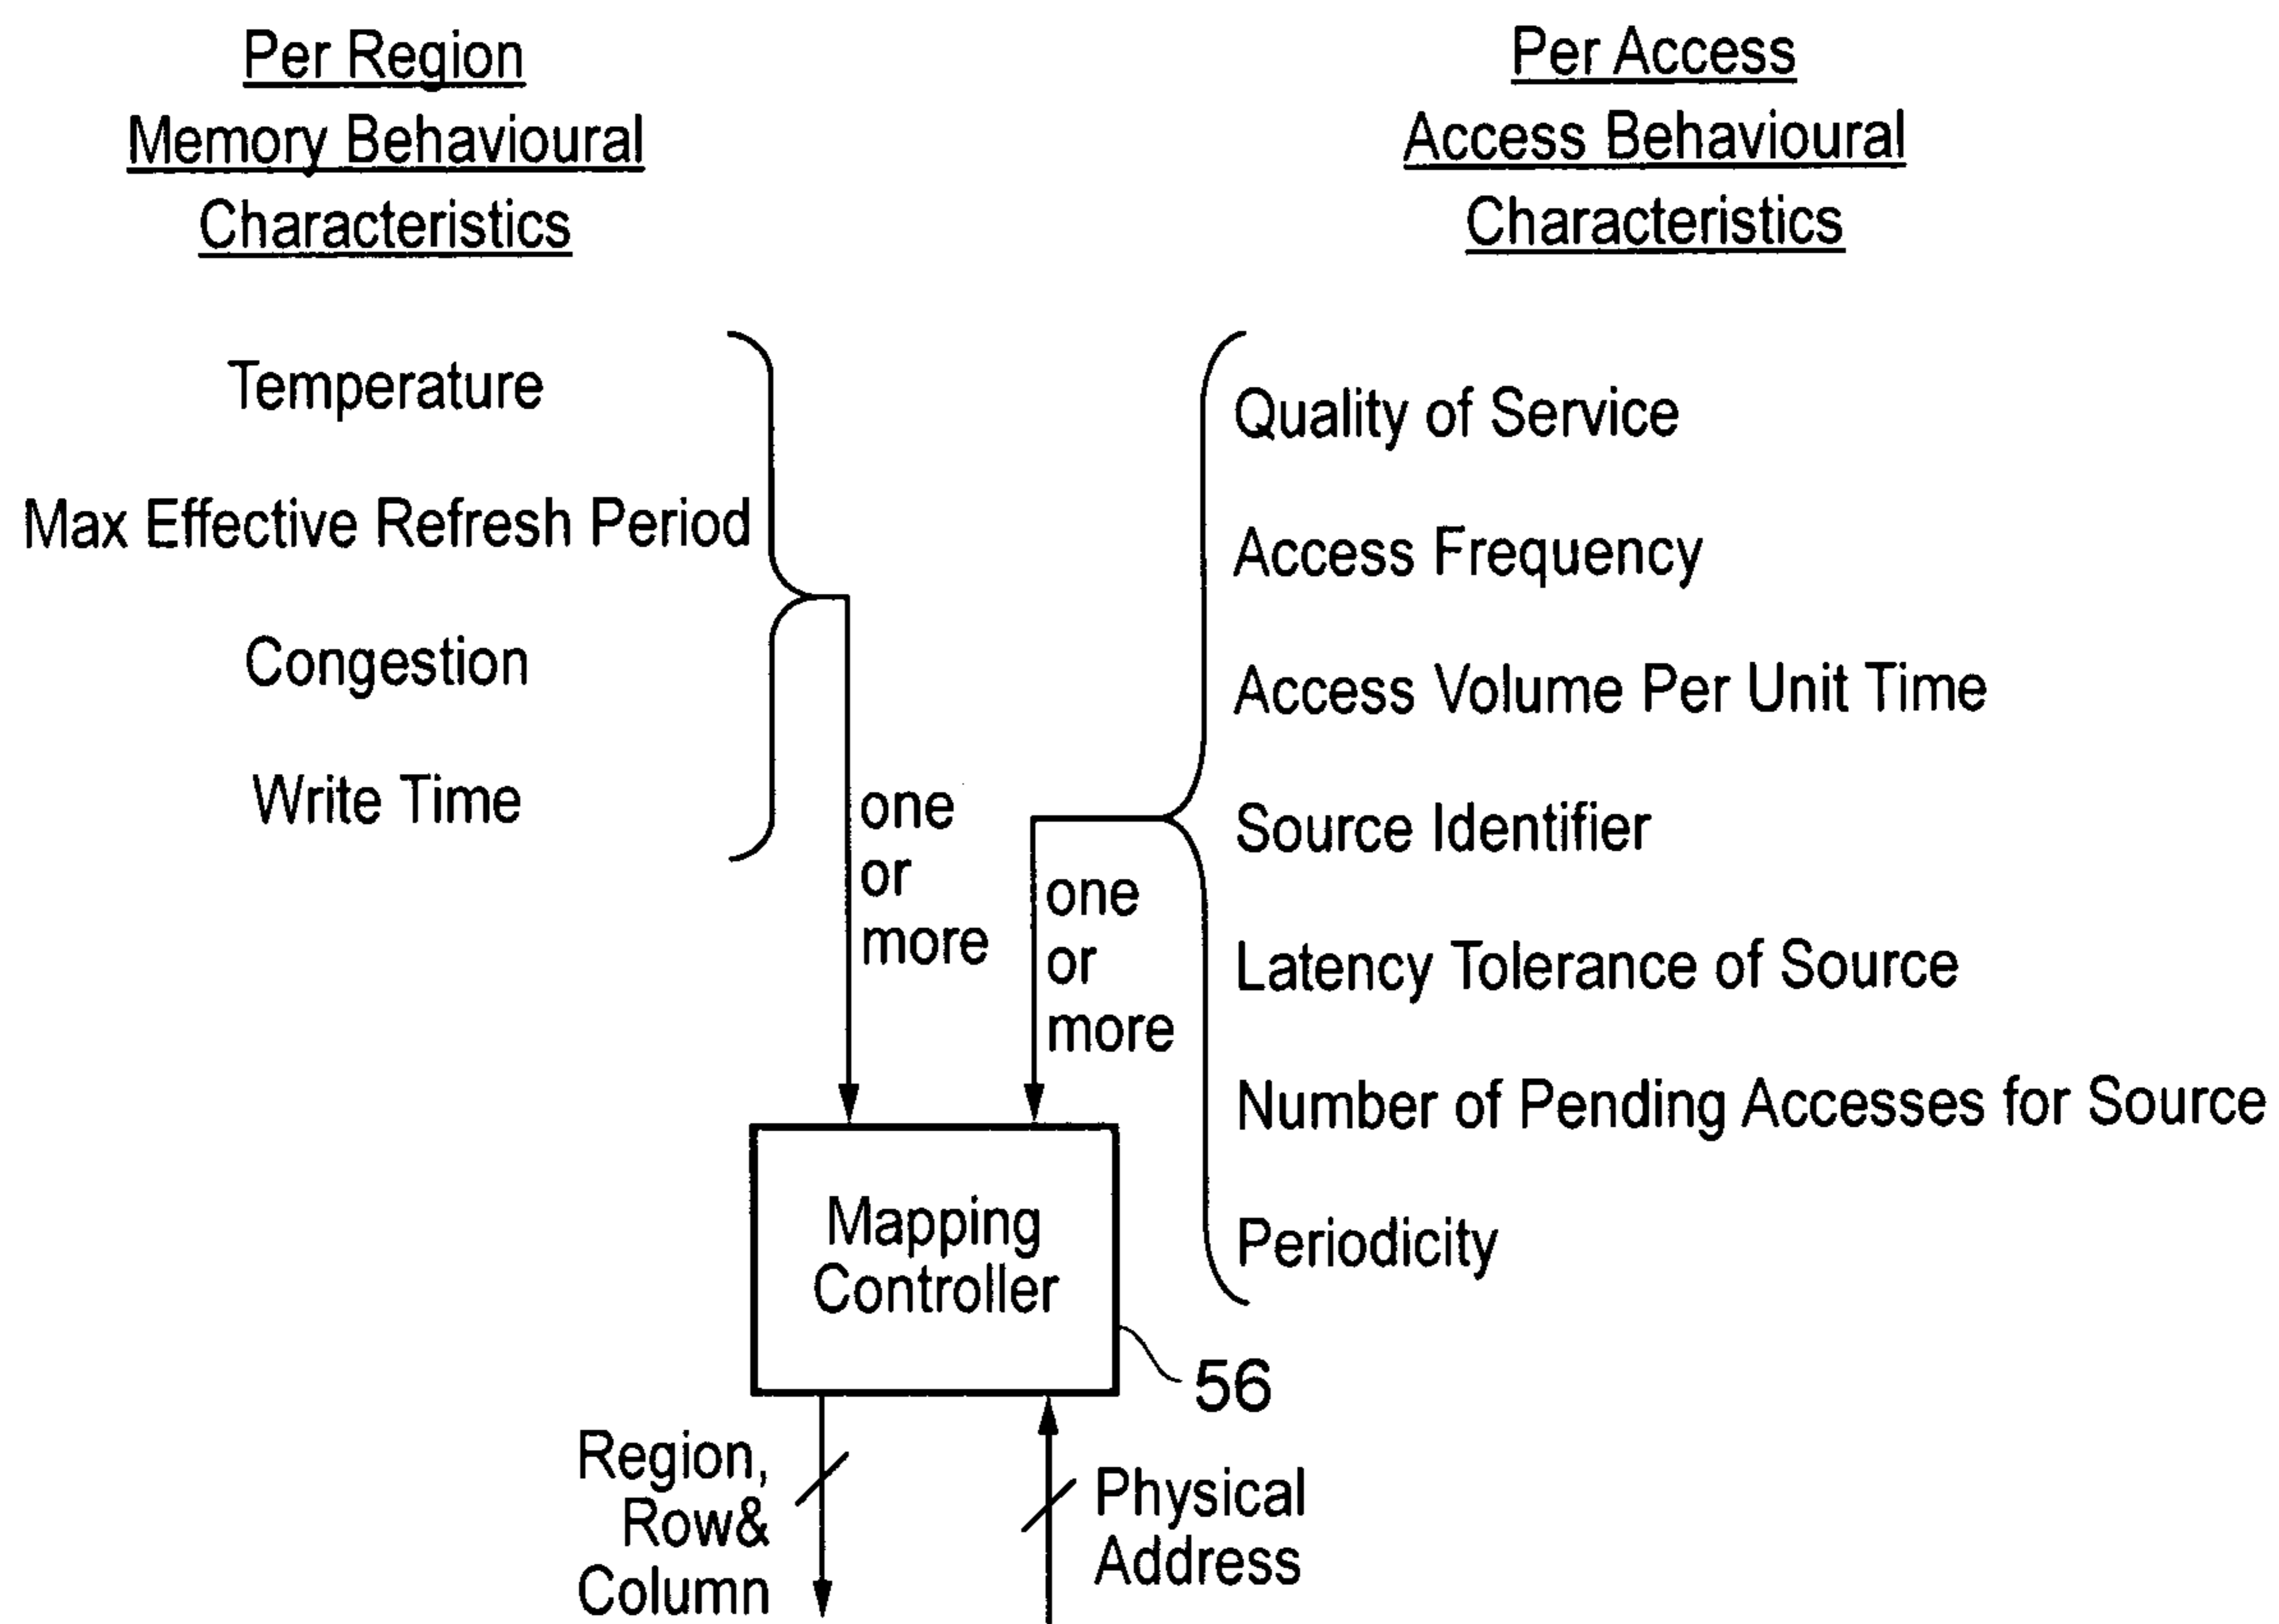 Per Region
Memory Behavioural
Characteristics
Temperature
Max Effective Refresh Period
Congestion
Write Time
one
or
more
Per Access
Access Behavioural
Characteristics
Quality of Service
Access Frequency
Access Volume Per Unit Time
Source Identifier
Latency Tolerance of Source
Number of Pending Accesses for Source
Periodicity
one
or
more
Mapping
Controller
56
Region,
Row&
Column
Physical
Address